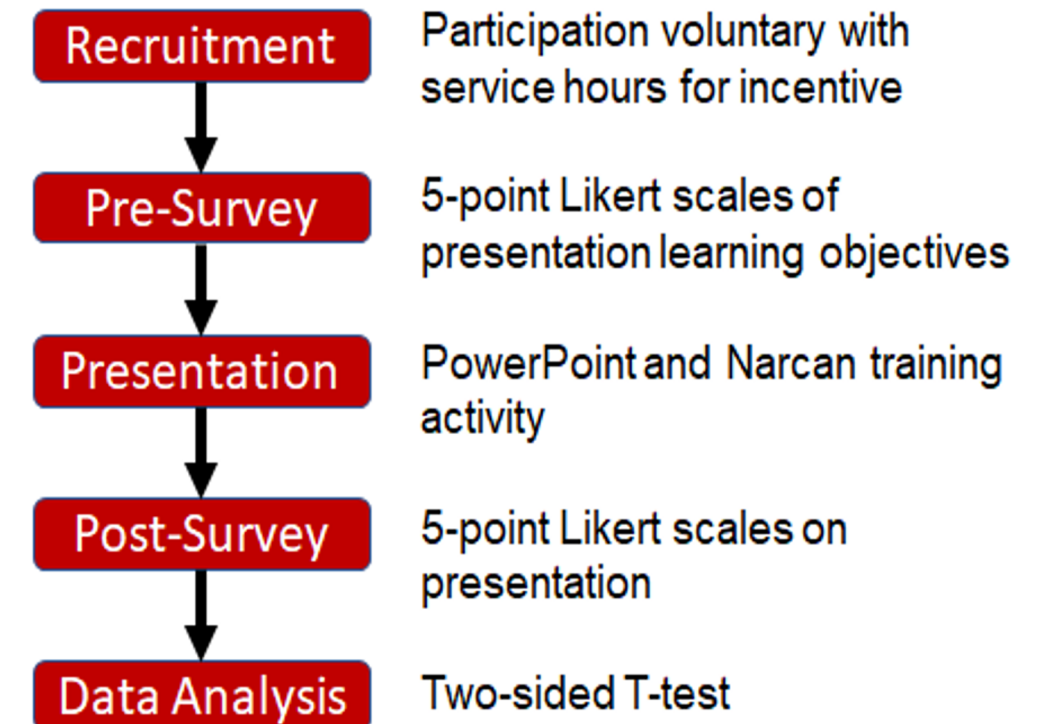 Recruitment
Participation voluntary with
service hours for incentive
Pre-Survey
5-point Likert scales of
presentation learning objectives
Presentation
PowerPoint and Narcan training
activity
Post-Survey
5-point Likert scales on
presentation
Data Analysis
Two-sided T-test